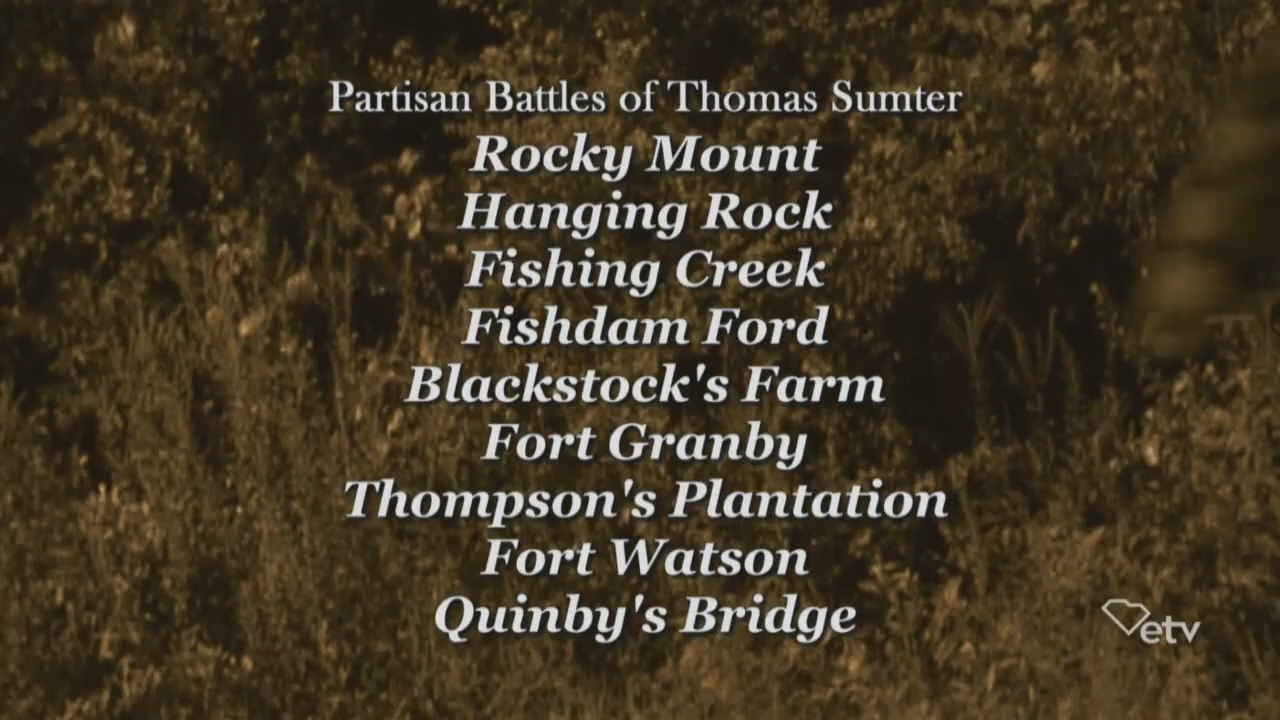 Partisan Battles of Thomas Sumter
Rocky Mount
Hanging Rock
Fishing Creek
Fishdam Ford
Blackstock's Farm
Fort Granby
Thompson's Plantation
Fort Watson
Quinby's Bridge
etv